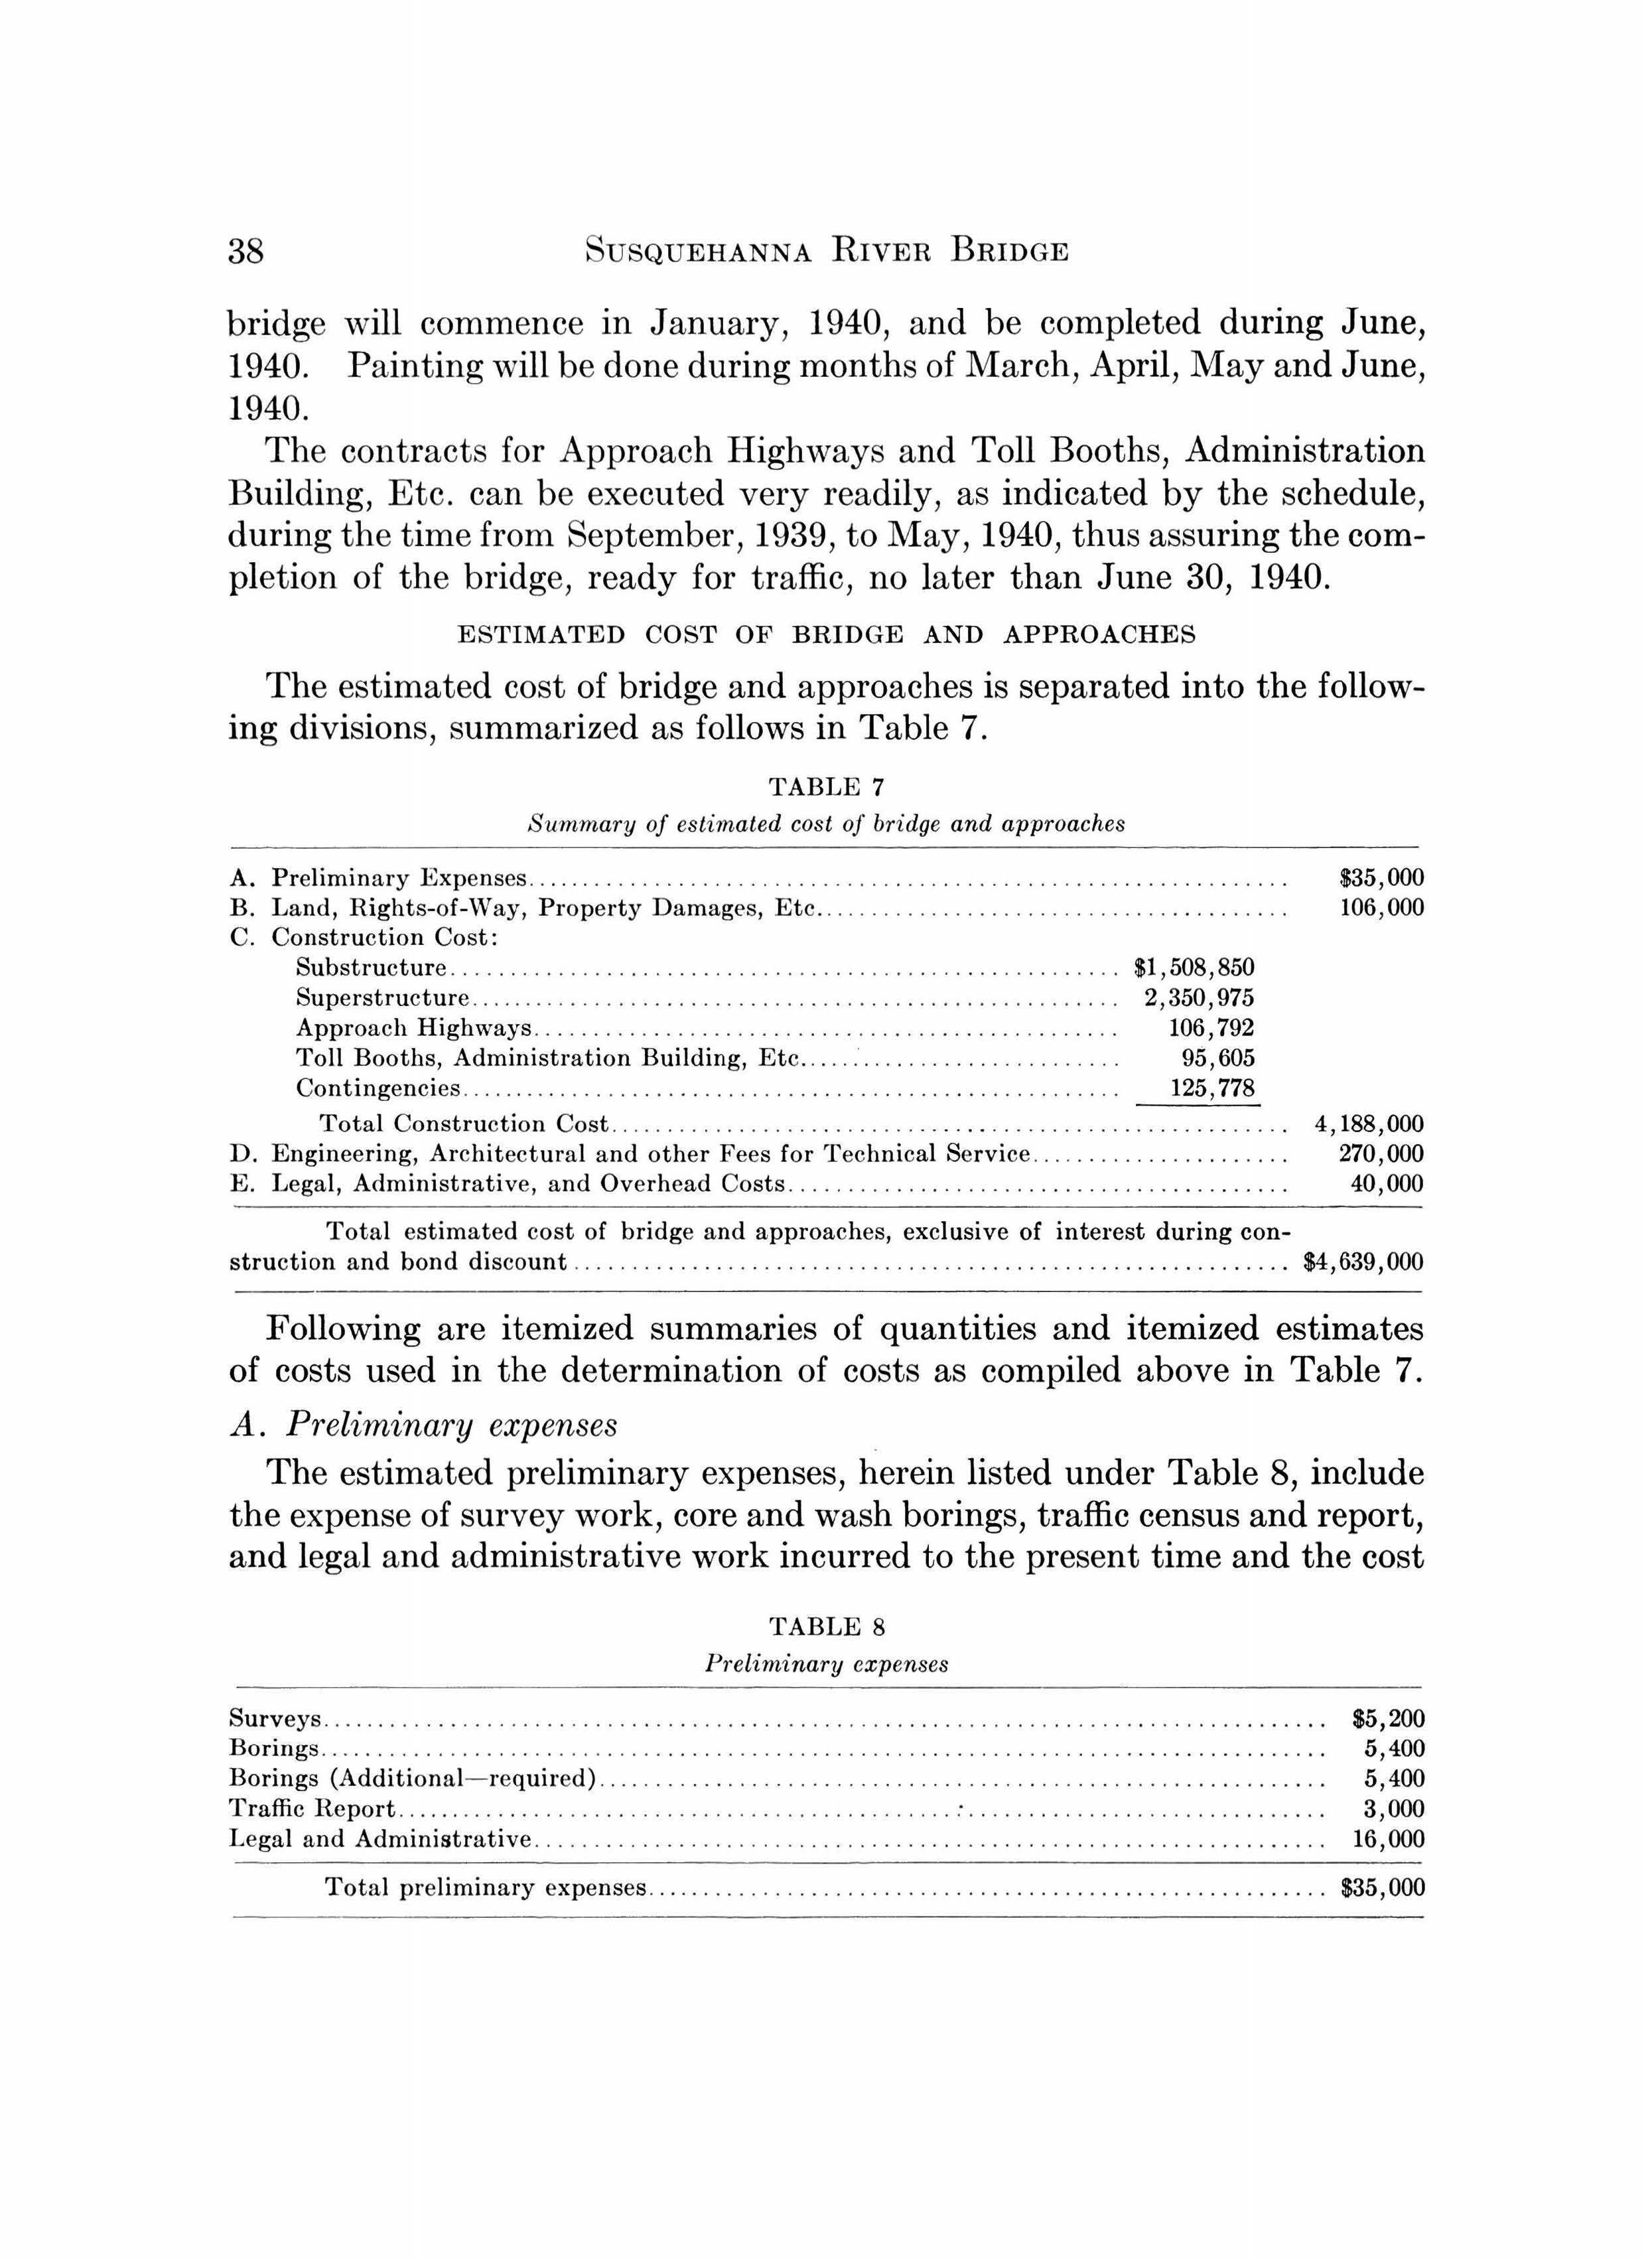 38 SUSQUEHANNA RIVER BRIDGE
bridge will commence in January, 1940, and be completed during June,
1940. Painting will be done during months of March, April, May and June,
1940.
The contracts for Approach Highways and Toll Booths, Administration
Building, Etc. can be executed very readily, as indicated by the schedule,
during the time from September, 1939, to May, 1940, thus assuring the com-
pletion of the bridge, ready for traffic, no later than June 30, 1940.
ESTIMATED COST OF BRIDGE AND APPROACHES
The estimated cost of bridge and approaches is separated into the follow-
ing divisions, summarized as follows in Table 7.
TABLE 7
Summary of estimated cost of bridge and approaches
A. Preliminary Expenses........ $35,000
B. Land, Rights-of-Way, Property Damages, Etc........ 106,000
C. Construction Cost:
Substructure........ $1,508,850
Superstructure........ 2,350,975
Approach Highways........ 106,792
Toll Booths, Administration Building, Etc........ 95,605
Contingencies........ 125,778
Total Construction Cost........ 4,188,000
D. Engineering, Architectural and other Fees for Technical Service........ 270,000
E. Legal, Administrative, and Overhead Costs........ 40,000
Total estimated cost of bridge and approaches, exclusive of interest during con-
struction and bond discount........ $4,639,000
Following are itemized summaries of quantities and itemized estimates
of costs used in the determination of costs as compiled above in Table 7.
A. Preliminary expenses
The estimated preliminary expenses, herein listed under Table 8, include
the expense of survey work, core and wash borings, traffic census and report,
and legal and administrative work incurred to the present time and the cost
TABLE 8
Preliminary expenses
Surveys........ $5,200
Borings........ 5,400
Borings (Additional—required)........ 5,400
Traffic Report........ 3,000
Legal and Administrative........ 16,000
Total preliminary expenses........ $35,000